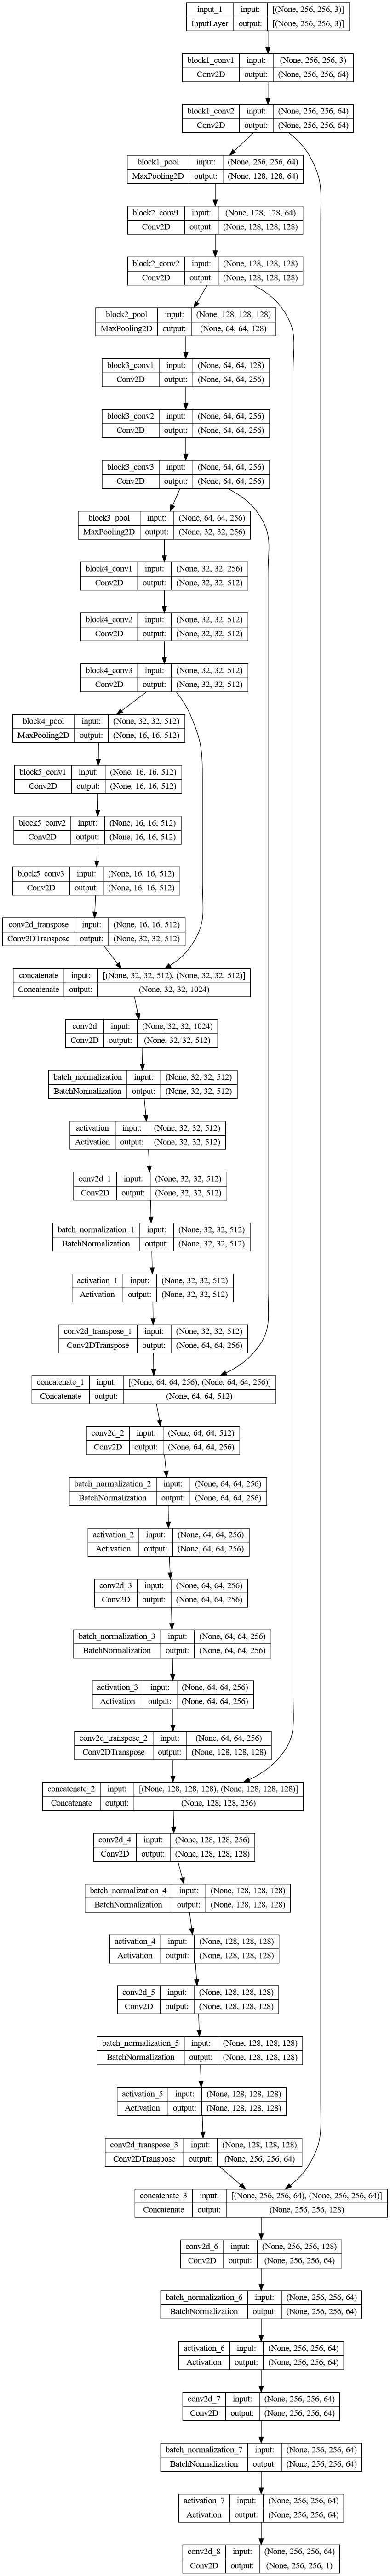 input_1 input: [(None, 256, 256, 3)]
InputLayer output: [(None, 256, 256, 3)]
block1_conv1 input: (None, 256, 256, 3)
Conv2D output: (None, 256, 256, 64)
block1_conv2 input: (None, 256, 256, 64)
Conv2D output: (None, 256, 256, 64)
block1_pool input: (None, 256, 256, 64)
MaxPooling2D output: (None, 128, 128, 64)
block2_conv1 input: (None, 128, 128, 64)
Conv2D output: (None, 128, 128, 128)
block2_conv2 input: (None, 128, 128, 128)
Conv2D output: (None, 128, 128, 128)
block2_pool input: (None, 128, 128, 128)
MaxPooling2D output: (None, 64, 64, 128)
block3_conv1 input: (None, 64, 64, 128)
Conv2D output: (None, 64, 64, 256)
block3_conv2 input: (None, 64, 64, 256)
Conv2D output: (None, 64, 64, 256)
block3_conv3 input: (None, 64, 64, 256)
Conv2D output: (None, 64, 64, 256)
block3_pool input: (None, 64, 64, 256)
MaxPooling2D output: (None, 32, 32, 256)
block4_conv1 input: (None, 32, 32, 256)
Conv2D output: (None, 32, 32, 512)
block4_conv2 input: (None, 32, 32, 512)
Conv2D output: (None, 32, 32, 512)
block4_conv3 input: (None, 32, 32, 512)
Conv2D output: (None, 32, 32, 512)
block4_pool input: (None, 32, 32, 512)
MaxPooling2D output: (None, 16, 16, 512)
block5_conv1 input: (None, 16, 16, 512)
Conv2D output: (None, 16, 16, 512)
block5_conv2 input: (None, 16, 16, 512)
Conv2D output: (None, 16, 16, 512)
block5_conv3 input: (None, 16, 16, 512)
Conv2D output: (None, 16, 16, 512)
conv2d_transpose input: (None, 16, 16, 512)
Conv2DTranspose output: (None, 32, 32, 512)
concatenate input: [(None, 32, 32, 512), (None, 32, 32, 512)]
Concatenate output: (None, 32, 32, 1024)
conv2d input: (None, 32, 32, 1024)
Conv2D output: (None, 32, 32, 512)
batch_normalization input: (None, 32, 32, 512)
BatchNormalization output: (None, 32, 32, 512)
activation input: (None, 32, 32, 512)
Activation output: (None, 32, 32, 512)
conv2d_1 input: (None, 32, 32, 512)
Conv2D output: (None, 32, 32, 512)
batch_normalization_1 input: (None, 32, 32, 512)
BatchNormalization output: (None, 32, 32, 512)
activation_1 input: (None, 32, 32, 512)
Activation output: (None, 32, 32, 512)
conv2d_transpose_1 input: (None, 32, 32, 512)
Conv2DTranspose output: (None, 64, 64, 256)
concatenate_1 input: [(None, 64, 64, 256), (None, 64, 64, 256)]
Concatenate output: (None, 64, 64, 512)
conv2d_2 input: (None, 64, 64, 512)
Conv2D output: (None, 64, 64, 256)
batch_normalization_2 input: (None, 64, 64, 256)
BatchNormalization output: (None, 64, 64, 256)
activation_2 input: (None, 64, 64, 256)
Activation output: (None, 64, 64, 256)
conv2d_3 input: (None, 64, 64, 256)
Conv2D output: (None, 64, 64, 256)
batch_normalization_3 input: (None, 64, 64, 256)
BatchNormalization output: (None, 64, 64, 256)
activation_3 input: (None, 64, 64, 256)
Activation output: (None, 64, 64, 256)
conv2d_transpose_2 input: (None, 64, 64, 256)
Conv2DTranspose output: (None, 128, 128, 128)
concatenate_2 input: [(None, 128, 128, 128), (None, 128, 128, 128)]
Concatenate output: (None, 128, 128, 256)
conv2d_4 input: (None, 128, 128, 256)
Conv2D output: (None, 128, 128, 128)
batch_normalization_4 input: (None, 128, 128, 128)
BatchNormalization output: (None, 128, 128, 128)
activation_4 input: (None, 128, 128, 128)
Activation output: (None, 128, 128, 128)
conv2d_5 input: (None, 128, 128, 128)
Conv2D output: (None, 128, 128, 128)
batch_normalization_5 input: (None, 128, 128, 128)
BatchNormalization output: (None, 128, 128, 128)
activation_5 input: (None, 128, 128, 128)
Activation output: (None, 128, 128, 128)
conv2d_transpose_3 input: (None, 128, 128, 128)
Conv2DTranspose output: (None, 256, 256, 64)
concatenate_3 input: [(None, 256, 256, 64), (None, 256, 256, 64)]
Concatenate output: (None, 256, 256, 128)
conv2d_6 input: (None, 256, 256, 128)
Conv2D output: (None, 256, 256, 64)
batch_normalization_6 input: (None, 256, 256, 64)
BatchNormalization output: (None, 256, 256, 64)
activation_6 input: (None, 256, 256, 64)
Activation output: (None, 256, 256, 64)
conv2d_7 input: (None, 256, 256, 64)
Conv2D output: (None, 256, 256, 64)
batch_normalization_7 input: (None, 256, 256, 64)
BatchNormalization output: (None, 256, 256, 64)
activation_7 input: (None, 256, 256, 64)
Activation output: (None, 256, 256, 64)
conv2d_8 input: (None, 256, 256, 64)
Conv2D output: (None, 256, 256, 1)